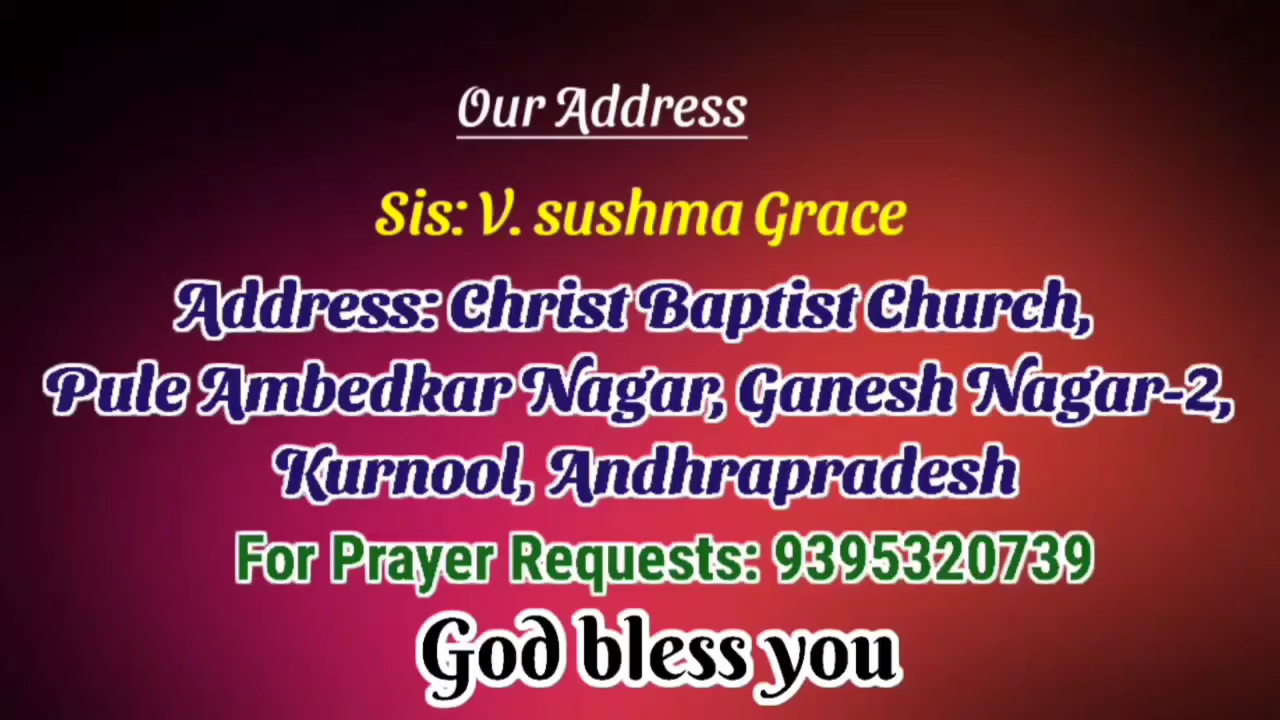 Our Address
Sis: V. sushma Grace
Address: Christ Baptist Church,
Pule Ambedkar Nagar, Ganesh Nagar-2,
Kurnool, Andhrapradesh
For Prayer Requests: 9395320739
God bless you